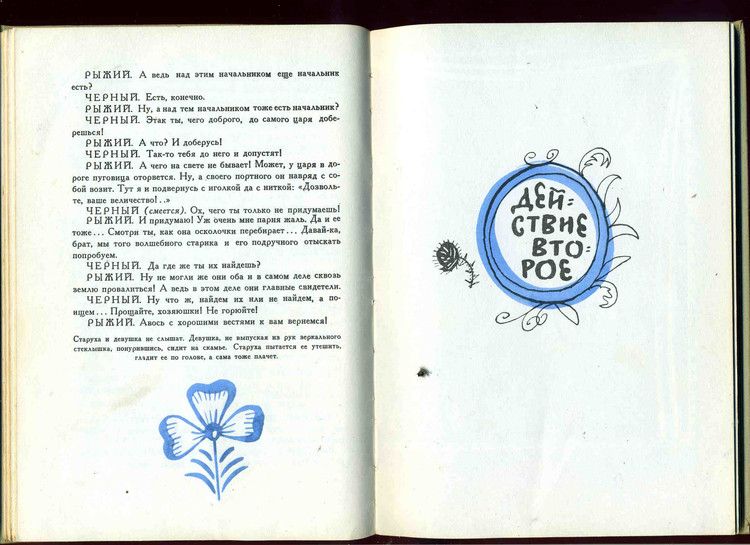 РЫЖИЙ. А ведь над этим начальником еще начальник
есть?
ЧЕРНЫЙ. Есть, конечно.
РЫЖИЙ. Ну, а над тем начальником тоже есть начальник?
ЧЕРНЫЙ. Этак ты, чего доброго, до самого царя добе-
решься!
РЫЖИЙ. А что? И доберусь!
ЧЕРНЫЙ. Так-то тебя до него и допустят!
РЫЖИЙ. А чего на свете не бывает! Может, у царя в до-
роге пуговица оторвется. Ну, а своего портного он навряд с со-
бой возит. Тут я и подвернусь с иголкой да с ниткой: «Дозволь-
те, ваше величество!..»
ЧЕРНЫЙ (смеется). Ох, чего ты только не придумаешь!
РЫЖИЙ. И придумаю! Уж очень мне парня жаль. Да и ее
тоже... Смотри ты, как она осколочки перебирает... Давай-ка,
брат, мы того волшебного старика и его подручного отыскать
попробуем.
ЧЕРНЫЙ. Да где же ты их найдешь?
РЫЖИЙ. Ну не могли же они оба и в самом деле сквозь
землю провалиться! А ведь в этом деле они главные свидетели.
ЧЕРНЫЙ. Ну что ж, найдем их или не найдем, а по-
ищем... Прощайте, хозяюшки! Не горюйте!
РЫЖИЙ. Авось с хорошими вестями к вам вернемся!
Старуха и девушка не слышат. Девушка, не выпуская из рук зеркального
стеклышка, понурившись, сидит на скамье. Старуха пытается ее утешить,
гладит ее по голове, а сама тоже плачет.
ДЕЙ-
СТВИЕ
ВТО-
РОЕ